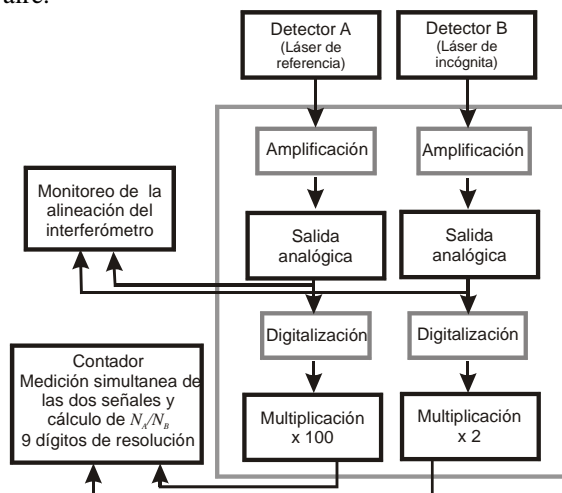 aire.
Detector A
(Láser de
referencia)
Detector B
(Láser de
incógnita)
Amplificación
Amplificación
Monitoreo de la
alineación del
interferómetro
Salida
analógica
Salida
analógica
Digitalización
Digitalización
Contador
Medición simultanea de
las dos señales y
cálculo de N_A/N_B
9 dígitos de resolución
Multiplicación
x 100
Multiplicación
x 2